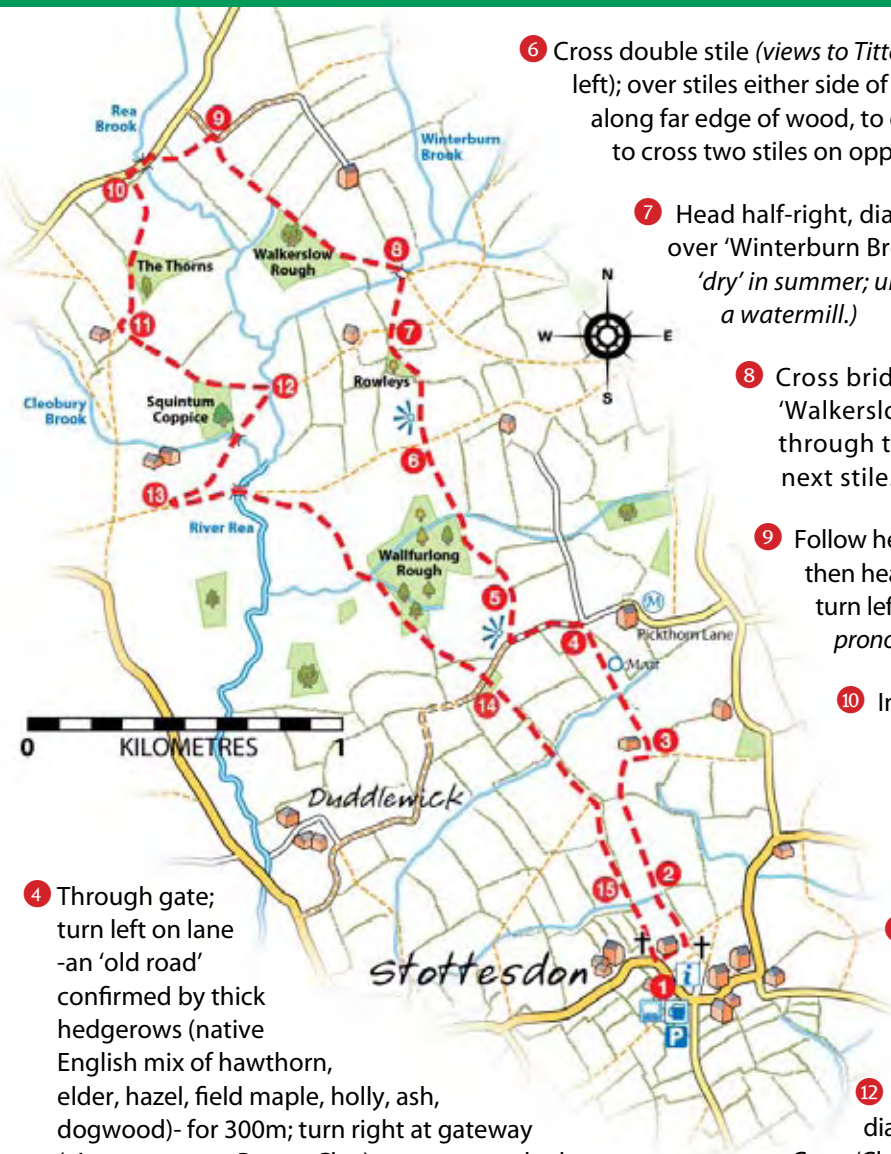 6 Cross double stile (views to Titte
left); over stiles either side of
along far edge of wood, to
to cross two stiles on opp
7 Head half-right, dia
over ‘Winterburn Br
‘dry’ in summer; u
a watermill.)
8 Cross brid
‘Walkerslo
through t
next stile.
9 Follow he
then hea
turn left
prono
10 I
Rea
Brook
9
Winterburn
Brook
10
8
Walkerslow
Rough
The Thorns
N
W
E
S
11
7
Rowleys
12
Squintum
Coppice
Cleobury
Brook
6
13
River Rea
Wallfurlong
Rough
5
M
4
Pickthorn Lane
Moat
14
3
0
KILOMETRES
1
Duddlewick
2
15
Stottesdon
i
1
P
4 Through gate;
turn left on lane
-an ‘old road’
confirmed by thick
hedgerows (native
English mix of hawthorn,
elder, hazel, field maple, holly, ash,
dogwood)- for 300m; turn right at gateway
12
dia